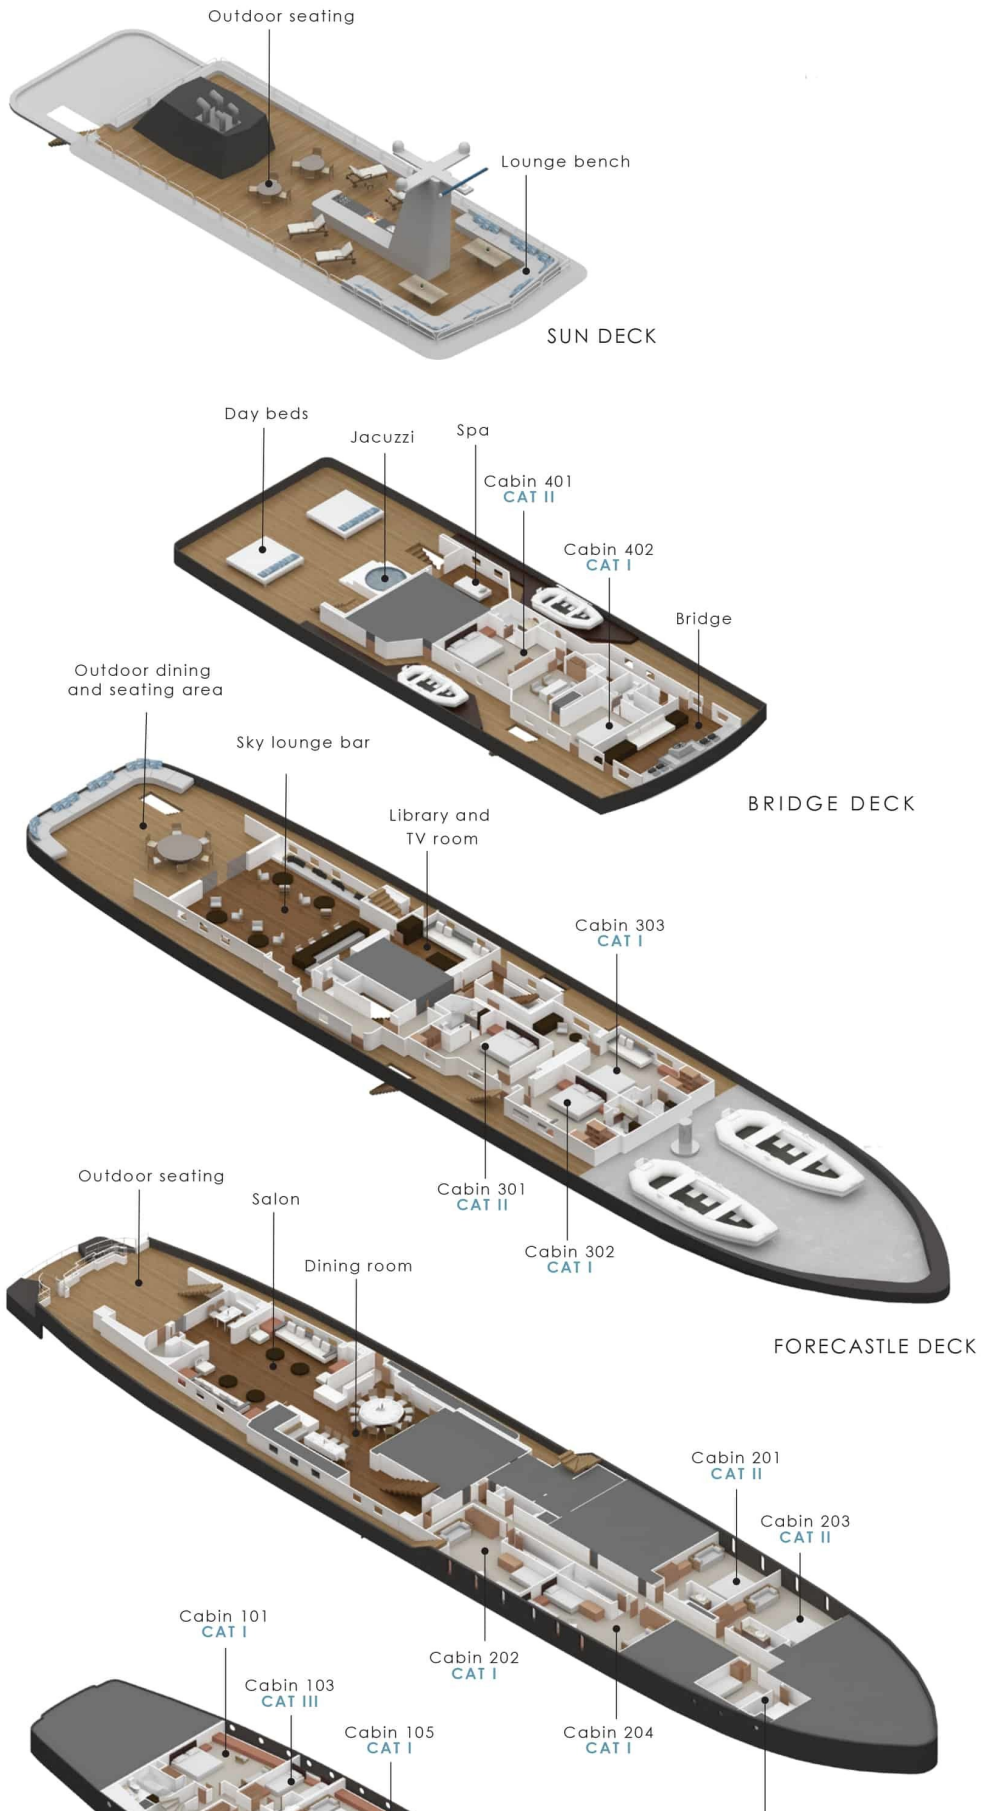 Outdoor seating
Lounge bench
SUN DECK
Day beds
Jacuzzi
Spa
Cabin 401
CAT II
Cabin 402
CAT I
Bridge
Outdoor dining
and seating area
Sky lounge bar
BRIDGE DECK
Library and
TV room
Cabin 303
CAT I
Cabin 301
CAT II
Cabin 302
CAT I
Outdoor seating
Salon
Dining room
FORECASTLE DECK
Cabin 201
CAT II
Cabin 203
CAT II
Cabin 202
CAT I
Cabin 204
CAT I
Cabin 101
CAT I
Cabin 103
CAT III
Cabin 105
CAT I